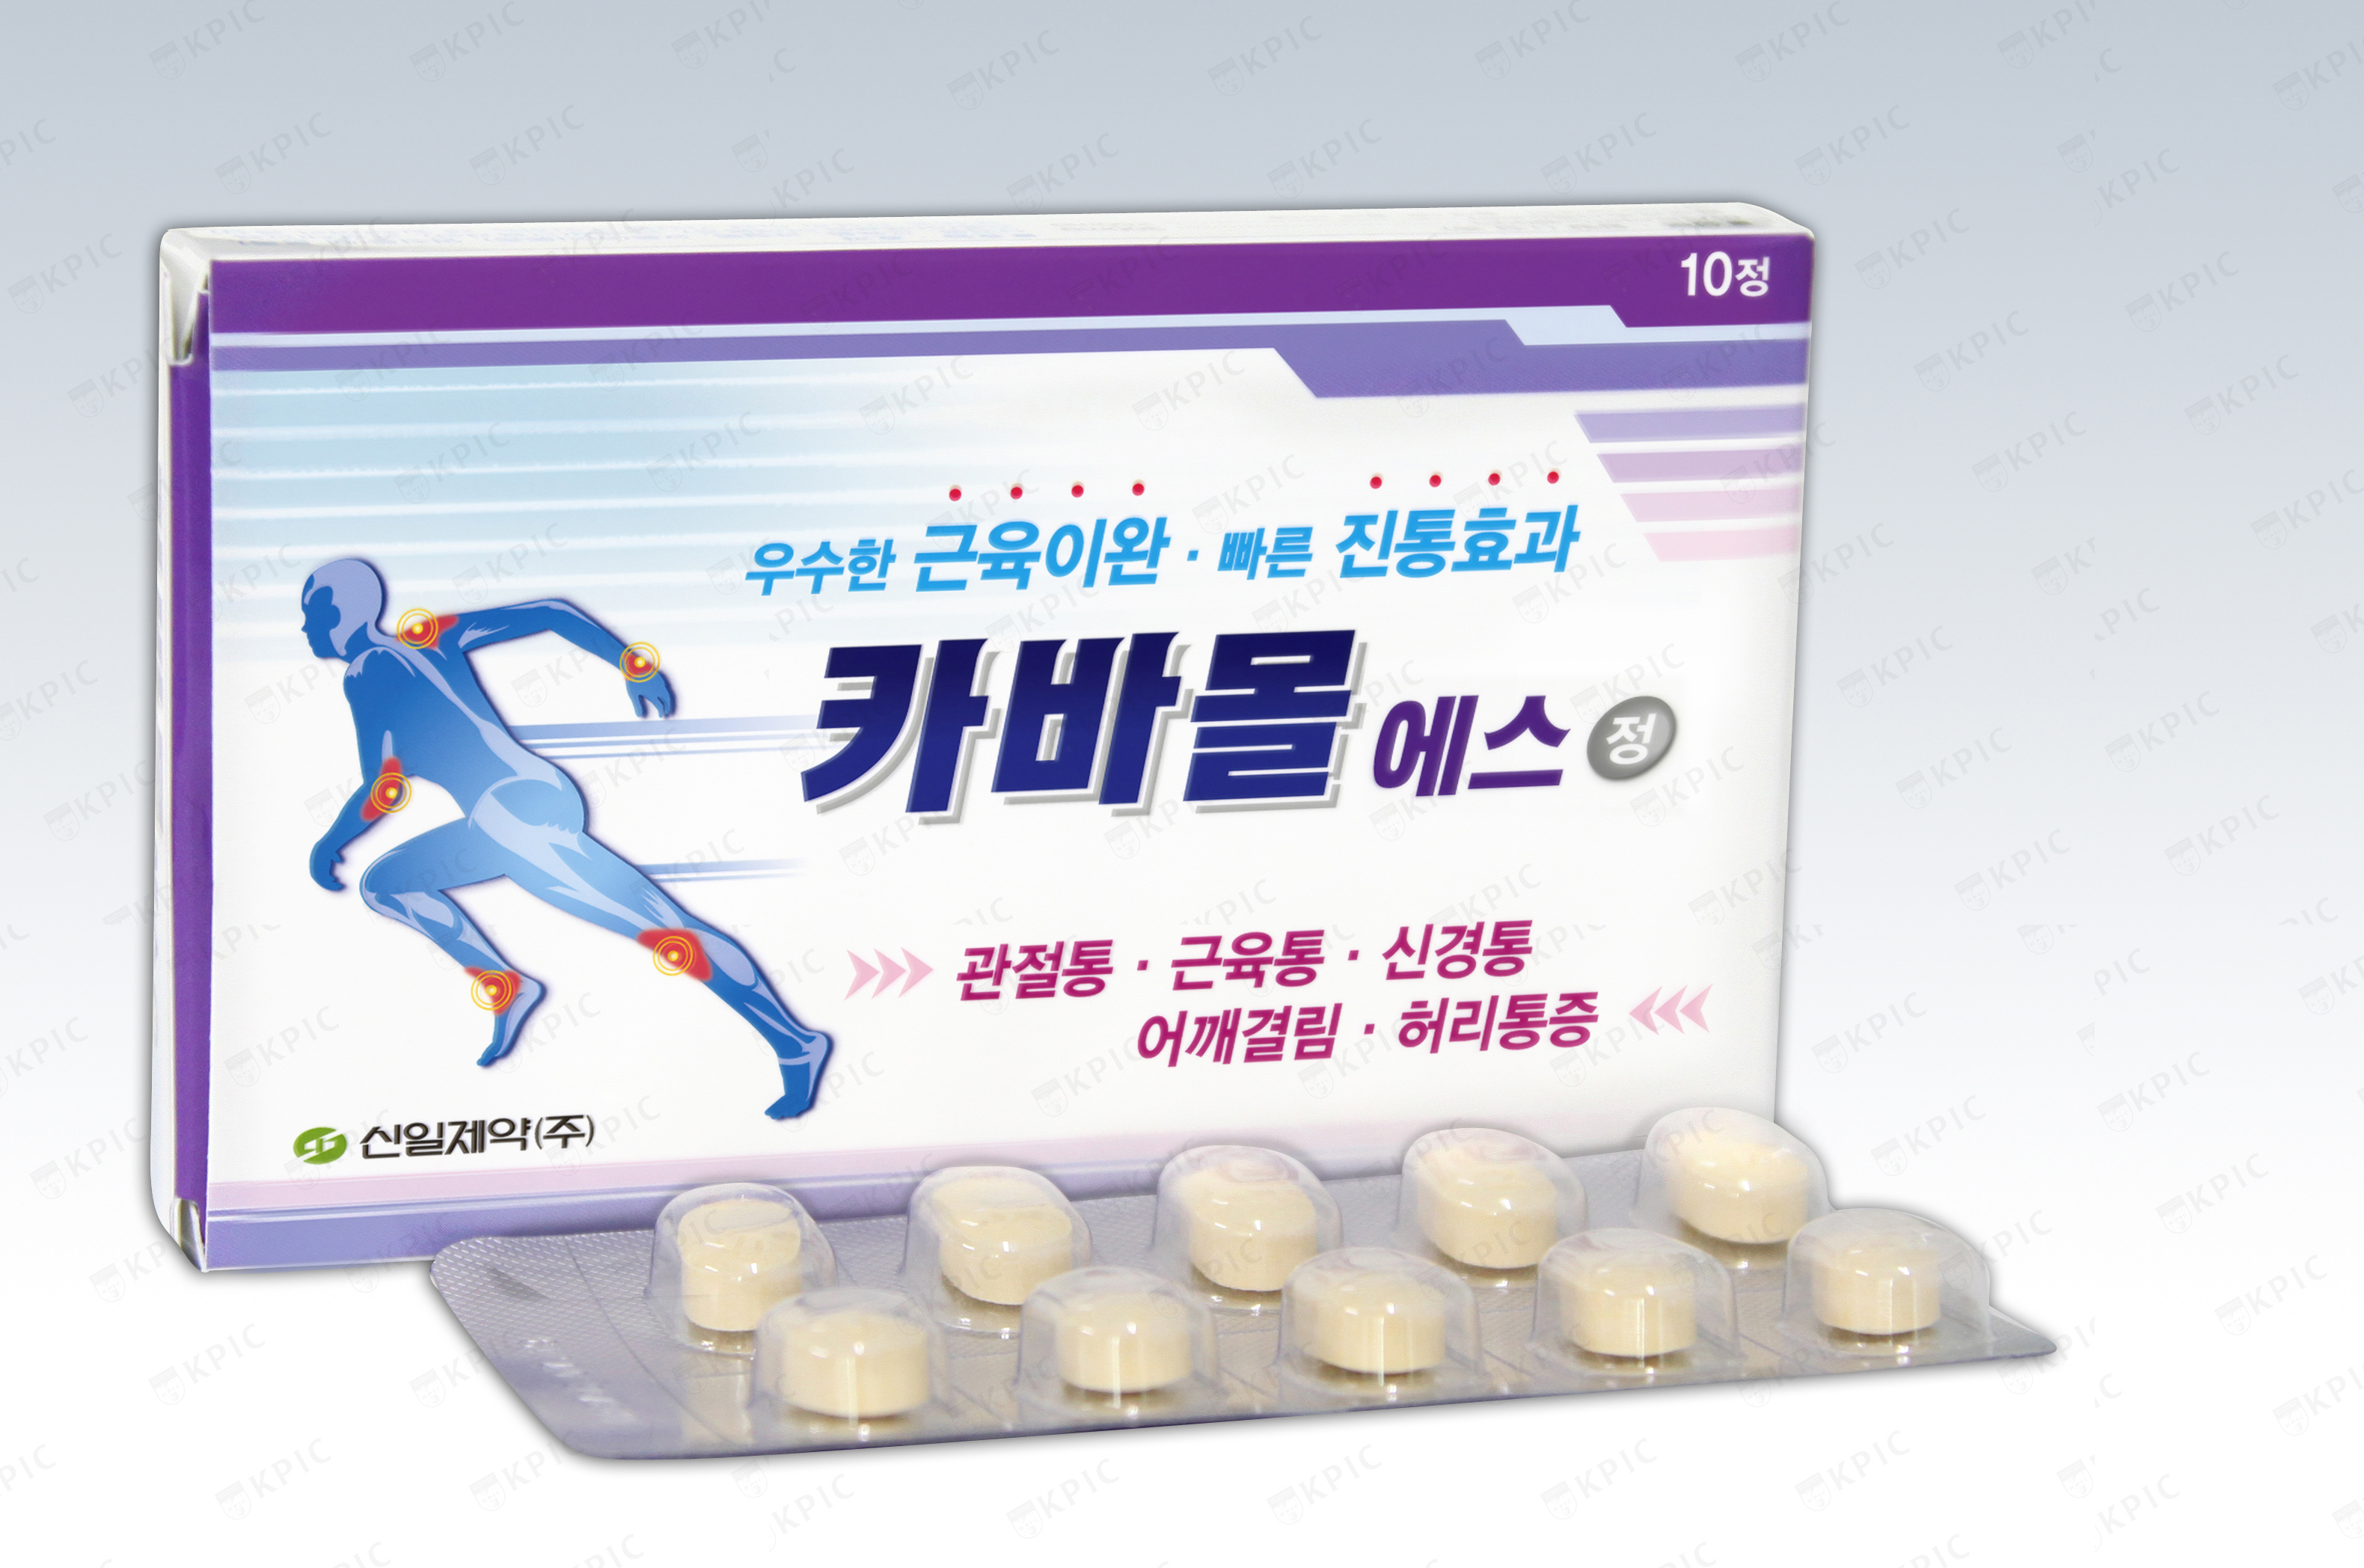 10정
우수한 근육이완 · 빠른 진통효과
카바몰 에스 정
관절통 · 근육통 · 신경통
어깨결림 · 허리통증
신일제약(주)
KPIC